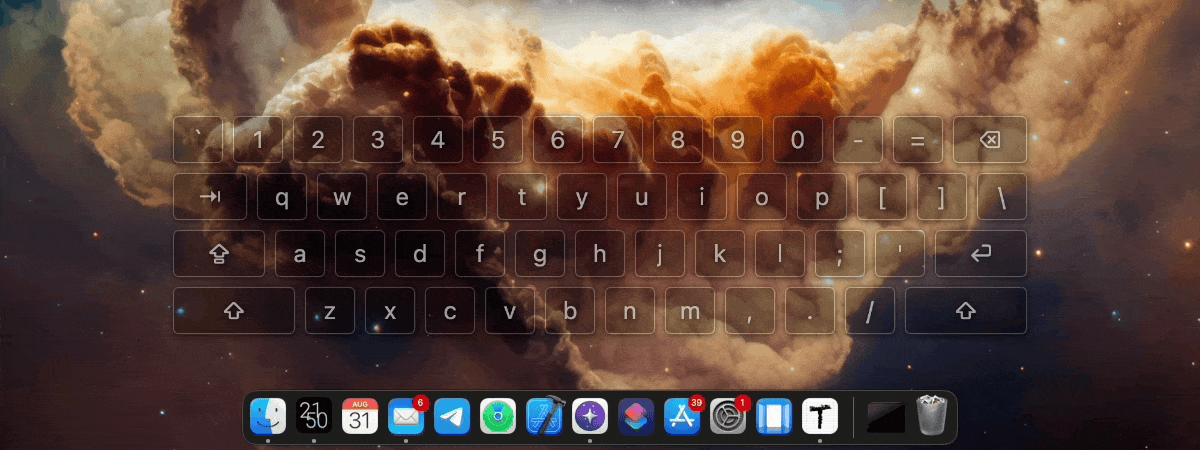 ` 1 2 3 4 5 6 7 8 9 0 - =
q w e r t y u i o p [ ] \
a s d f g h j k l ; '
z x c v b n m , . /
6 39 1
AUG
21
50
31
T